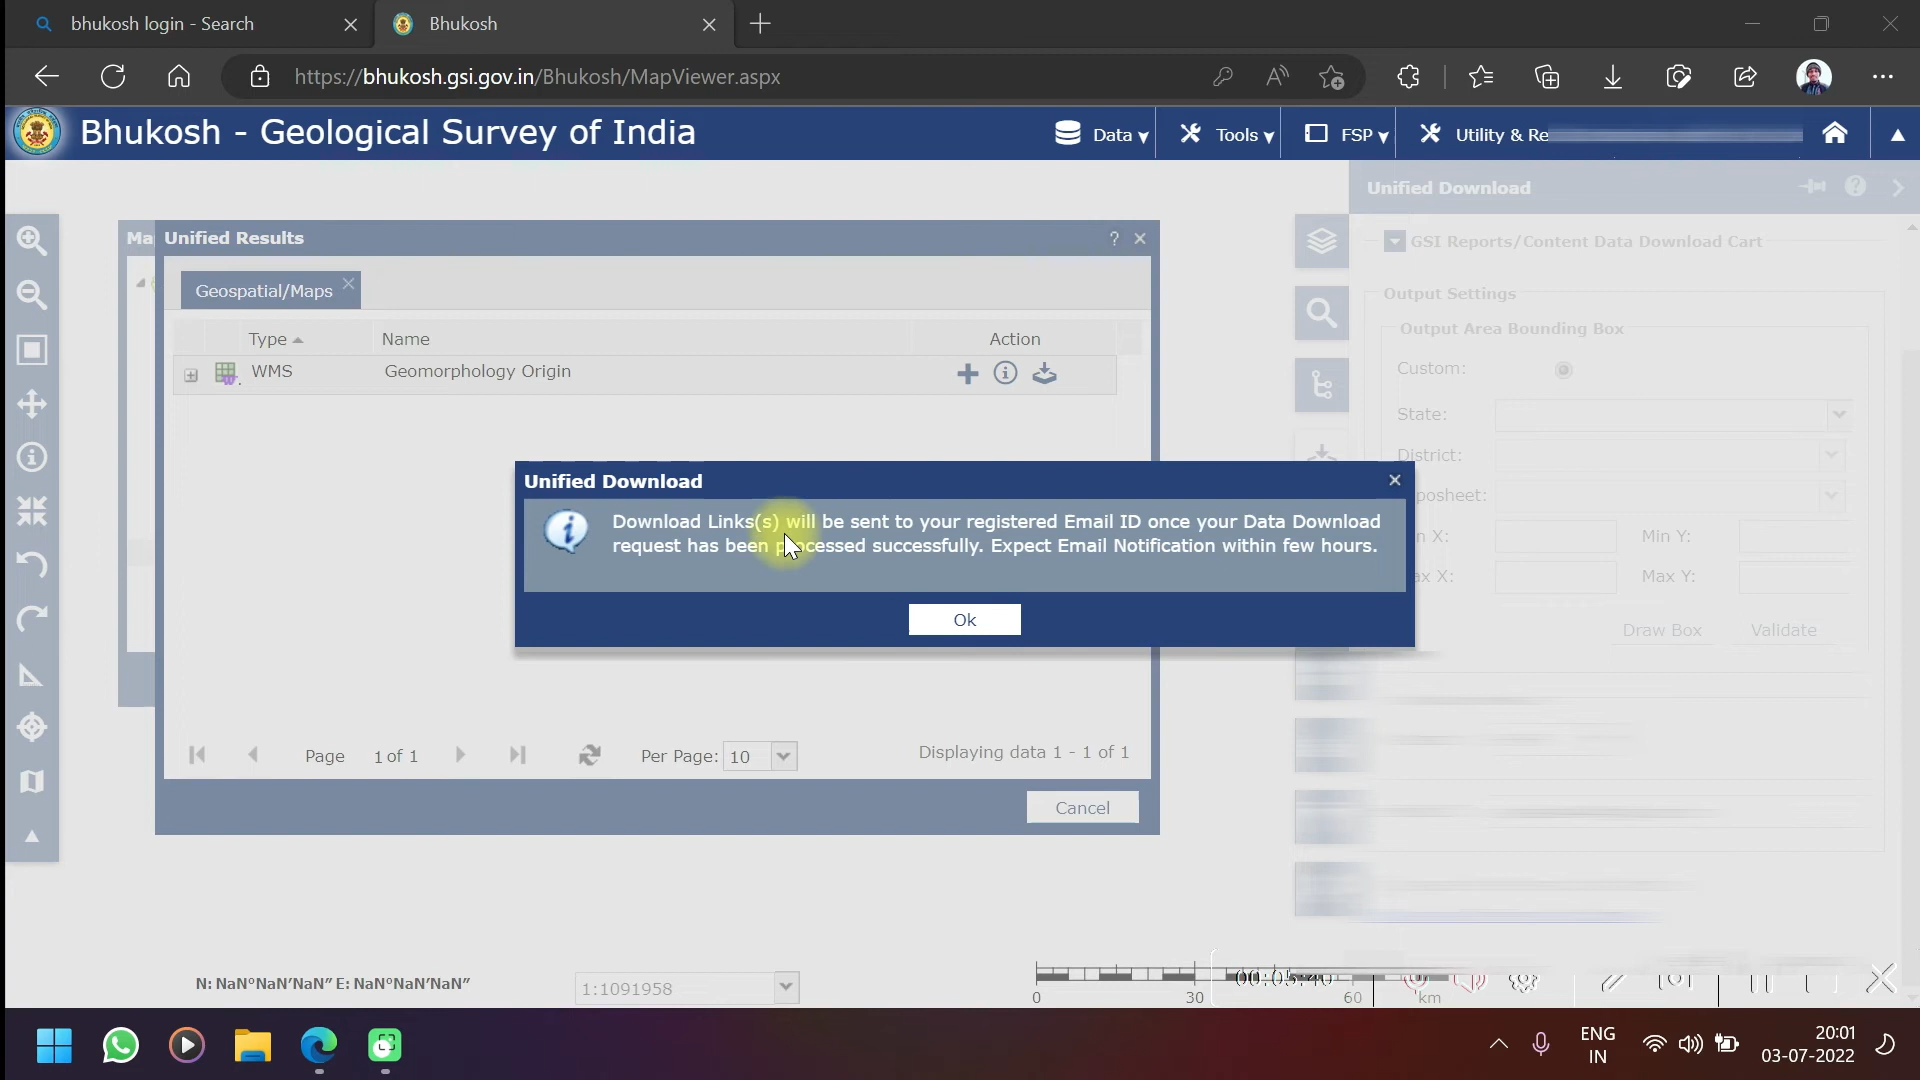 bhukosh login - Search
Bhukosh
https://bhukosh.gsi.gov.in/Bhukosh/MapViewer.aspx
Bhukosh - Geological Survey of India
Data
Tools
FSP
Utility & Re
Unified Download
Ma
Unified Results
GSI Reports/Content Data Download Cart
Geospatial/Maps
Output Settings
Output Area Bounding Box
Type
Name
Action
WMS
Geomorphology Origin
Custom:
State:
District:
posheet:
Unified Download
Download Links(s) will be sent to your registered Email ID once your Data Download
request has been processed successfully. Expect Email Notification within few hours.
n X:
Min Y:
ax X:
Max Y:
Ok
Draw Box
Validate
Page
1 of 1
Per Page:
10
Displaying data 1 - 1 of 1
Cancel
N: NaN°NaN'NaN" E: NaN°NaN'NaN"
1:1091958
00:05:40
0
30
60
km
ENG
IN
20:01
03-07-2022